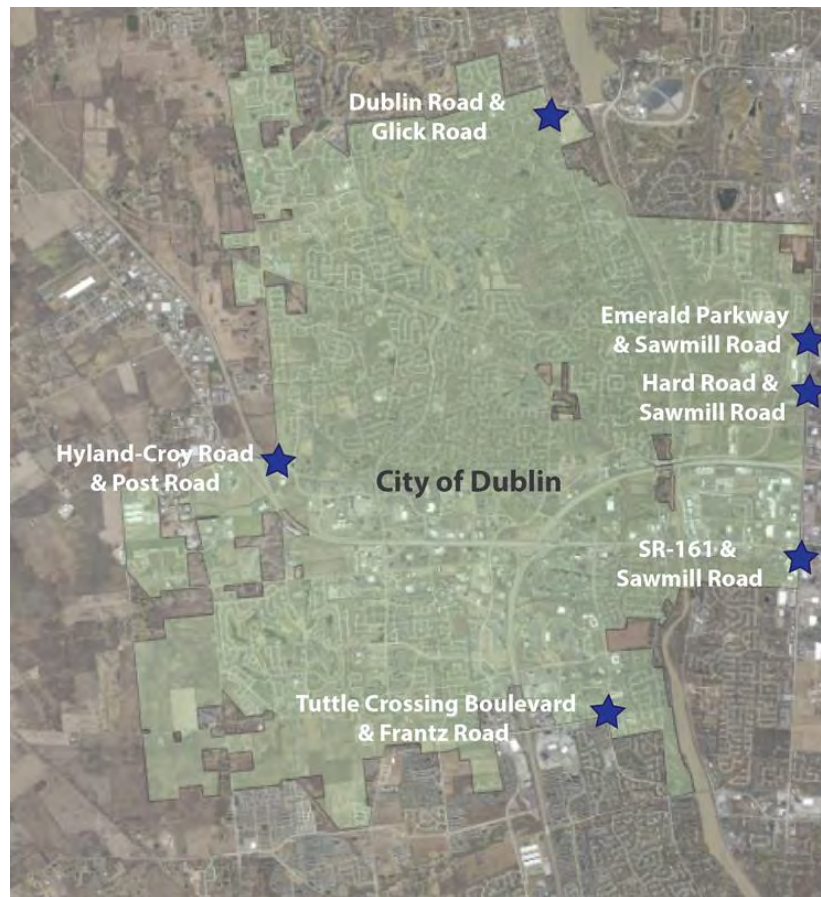 Dublin Road &
Glick Road
Emerald Parkway
& Sawmill Road
Hard Road &
Sawmill Road
Hyland-Croy Road
& Post Road
City of Dublin
SR-161 &
Sawmill Road
Tuttle Crossing Boulevard
& Frantz Road